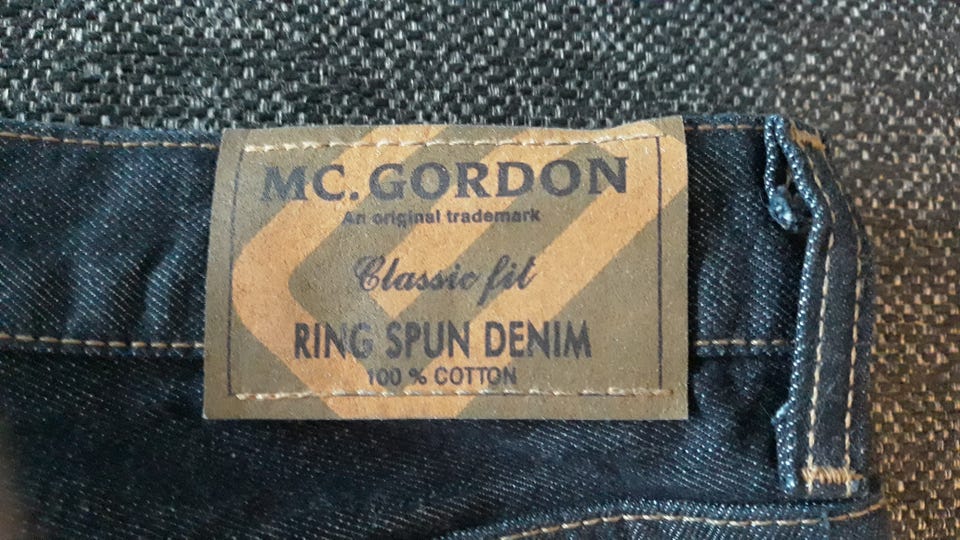 MC.GORDON
An original trademark
Classic fit
RING SPUN DENIM
100 % COTTON